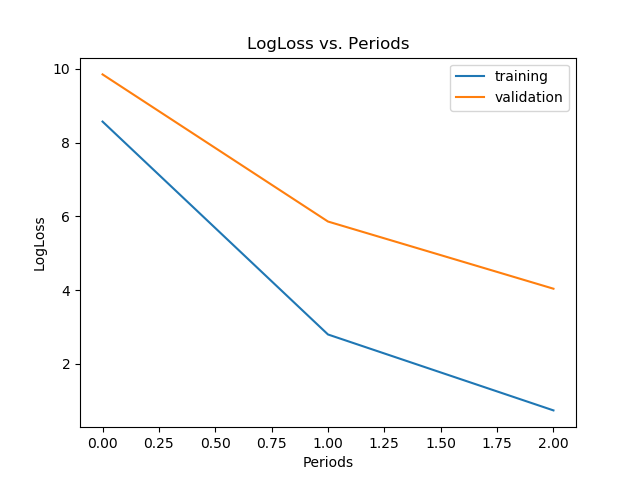 LogLoss vs. Periods
training
validation
LogLoss
10
8
6
4
2
0.00 0.25 0.50 0.75 1.00 1.25 1.50 1.75 2.00
Periods